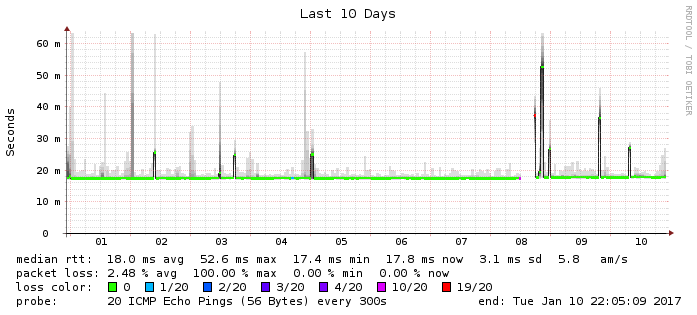 Last 10 Days
RRDTOOL / TOBI OETIKER
Seconds
60 m
50 m
40 m
30 m
20 m
10 m
0
01 02 03 04 05 06 07 08 09 10
median rtt: 18.0 ms avg 52.6 ms max 17.4 ms min 17.8 ms now 3.1 ms sd 5.8 am/s
packet loss: 2.48 % avg 100.00 % max 0.00 % min 0.00 % now
loss color: 0 1/20 2/20 3/20 4/20 10/20 19/20
probe: 20 ICMP Echo Pings (56 Bytes) every 300s end: Tue Jan 10 22:05:09 2017